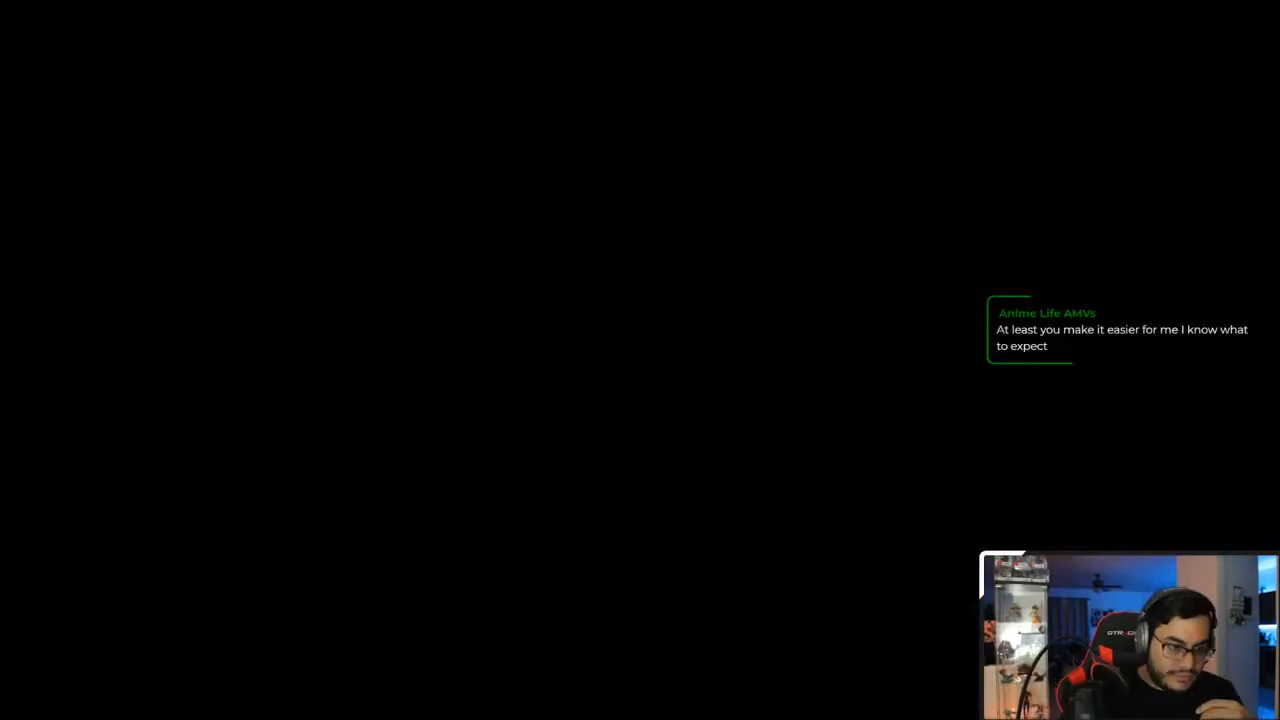 Anime Life AMVs
At least you make it easier for me I know what
to expect